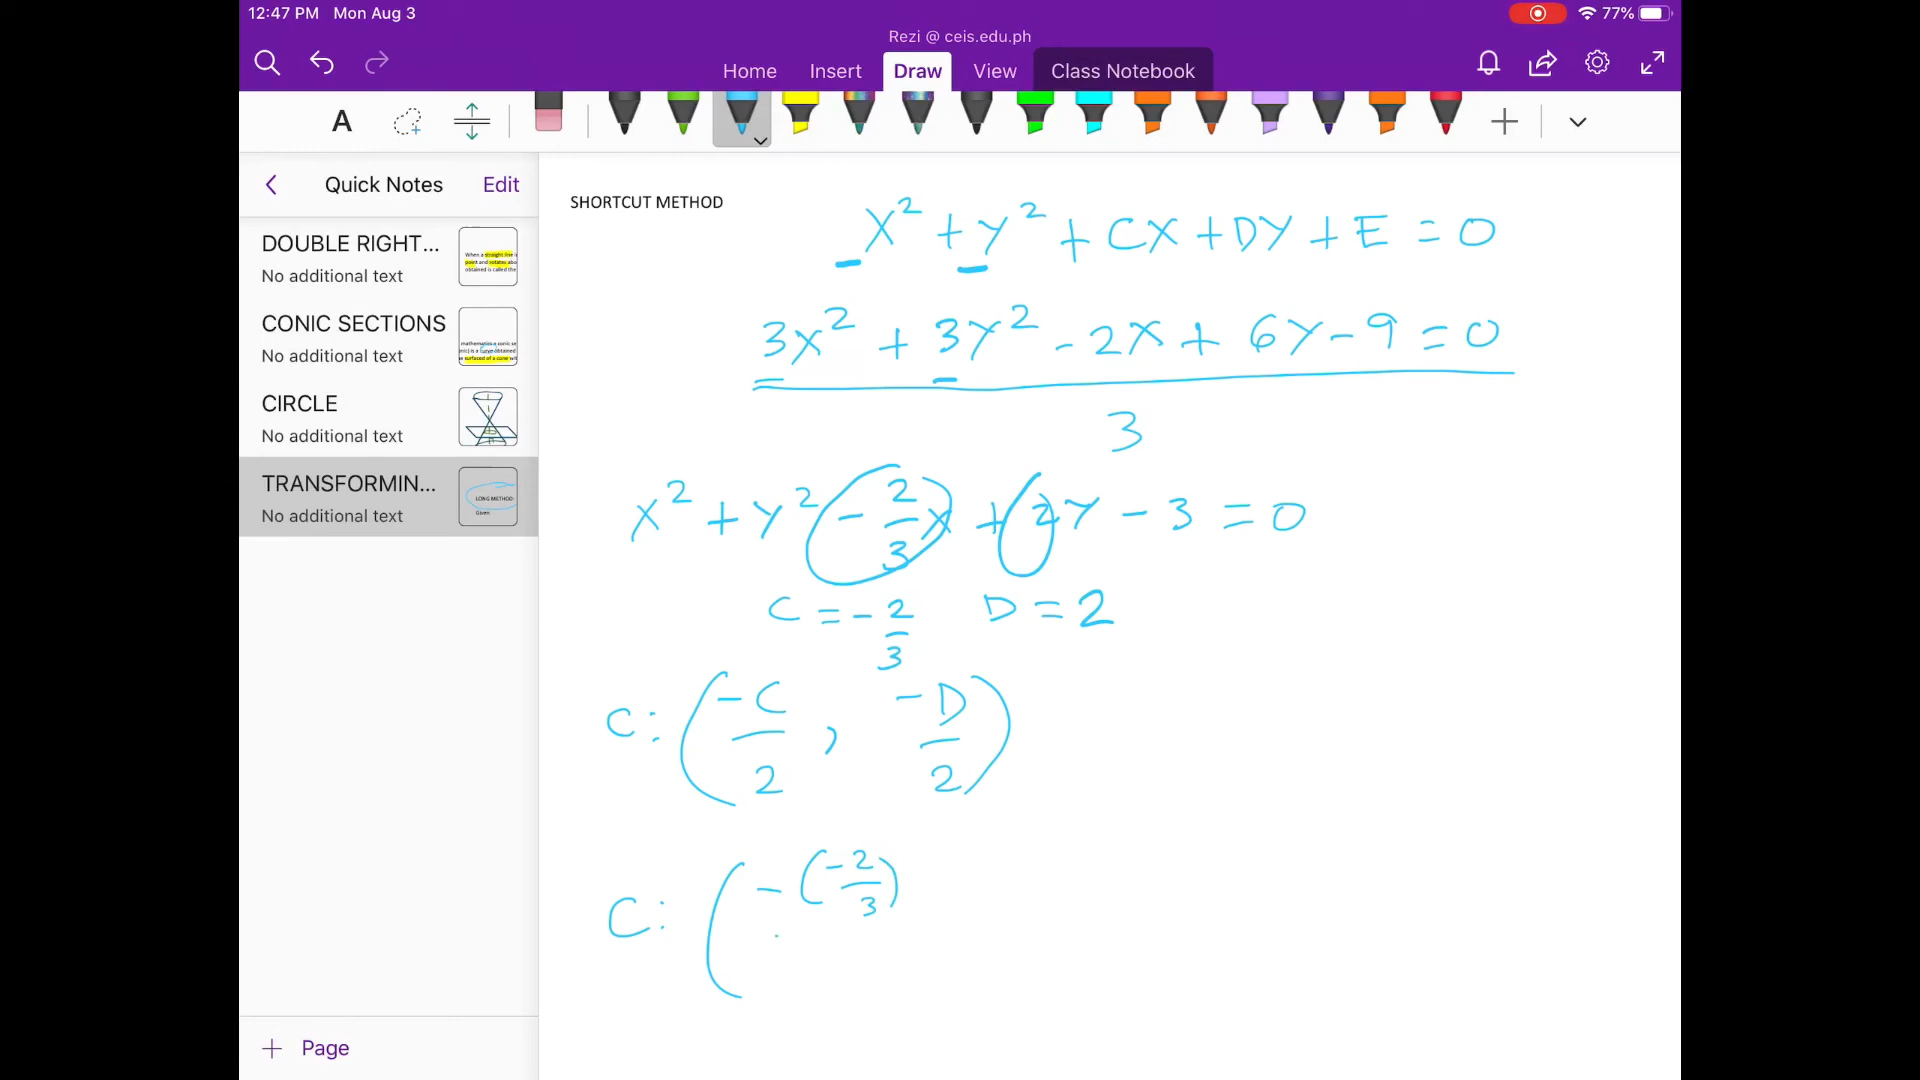 12:47 PM Mon Aug 3
77%
Rezi @ ceis.edu.ph
Home Insert Draw View Class Notebook
A
Quick Notes Edit
DOUBLE RIGHT...
No additional text
CONIC SECTIONS
No additional text
CIRCLE
No additional text
TRANSFORMIN...
No additional text
+ Page
SHORTCUT METHOD
x² + y² + CX + DY + E = 0
3x² + 3y² - 2x + 6y - 9 = 0
3
x² + y² - 2/3 x + 2y - 3 = 0
C = - 2/3 D = 2
C: (-C/2, -D/2)
C: ( - (-2/3)